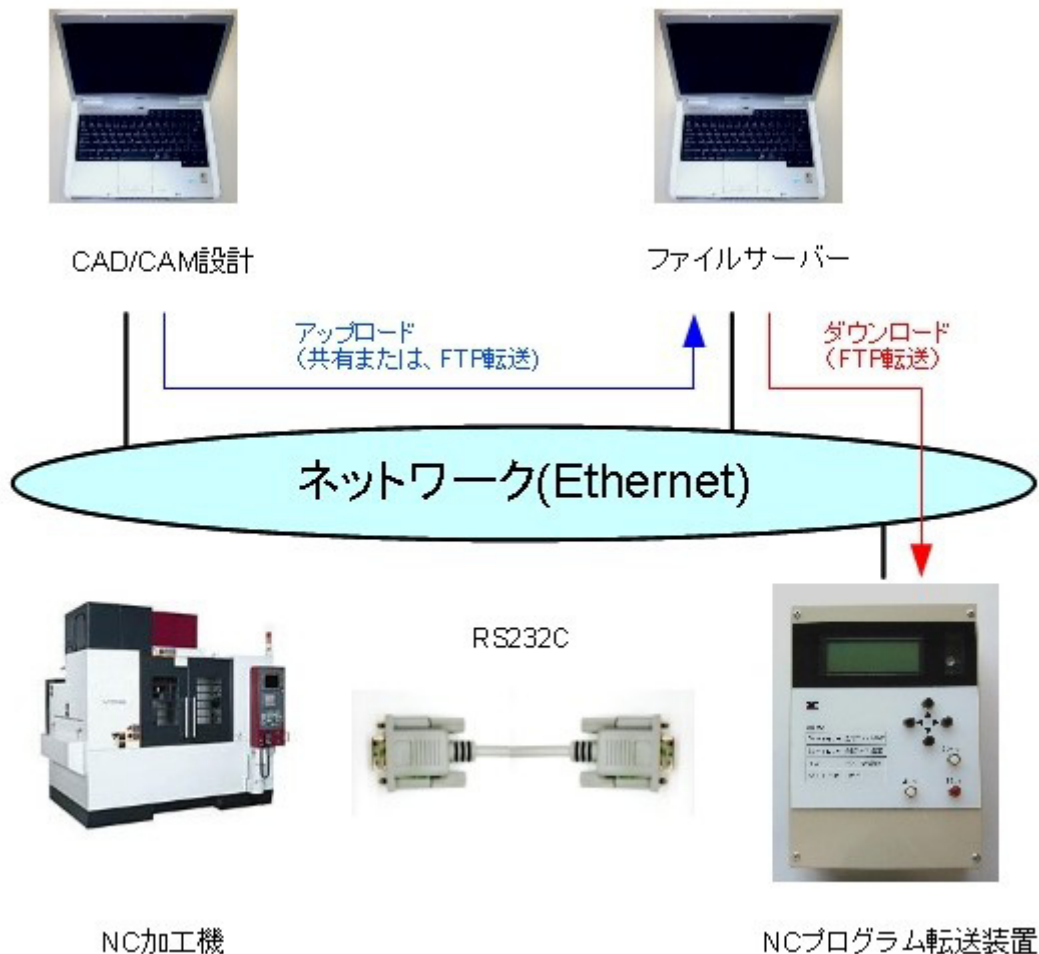 CAD/CAM設計
ファイルサーバー
アップロード
（共有または、FTP転送）
ダウンロード
（FTP転送）
ネットワーク(Ethernet)
RS232C
NC加工機
NCプログラム転送装置